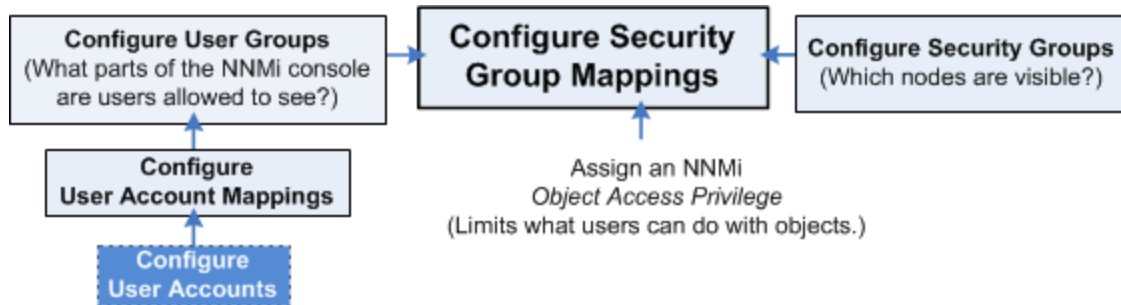 Configure User Groups
(What parts of the NNMi console
are users allowed to see?)
Configure Security
Group Mappings
Configure Security Groups
(Which nodes are visible?)
Configure
User Account Mappings
Assign an NNMi
Object Access Privilege
(Limits what users can do with objects.)
Configure
User Accounts